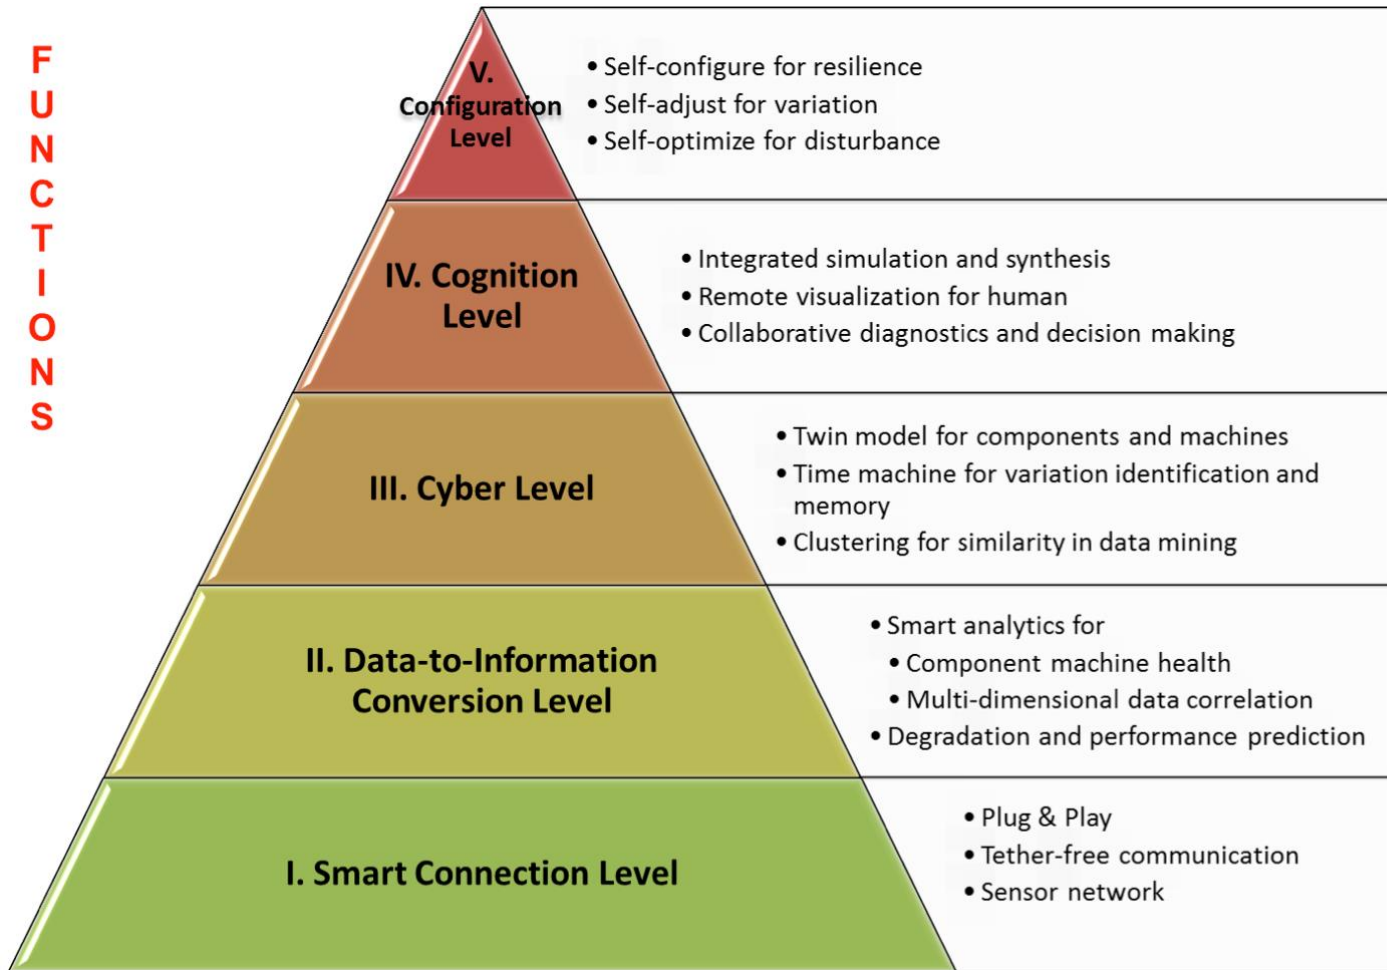 FUNCTIONS
V.
Configuration
Level
• Self-configure for resilience
• Self-adjust for variation
• Self-optimize for disturbance
IV. Cognition
Level
• Integrated simulation and synthesis
• Remote visualization for human
• Collaborative diagnostics and decision making
III. Cyber Level
• Twin model for components and machines
• Time machine for variation identification and
memory
• Clustering for similarity in data mining
II. Data-to-Information
Conversion Level
• Smart analytics for
• Component machine health
• Multi-dimensional data correlation
• Degradation and performance prediction
I. Smart Connection Level
• Plug & Play
• Tether-free communication
• Sensor network